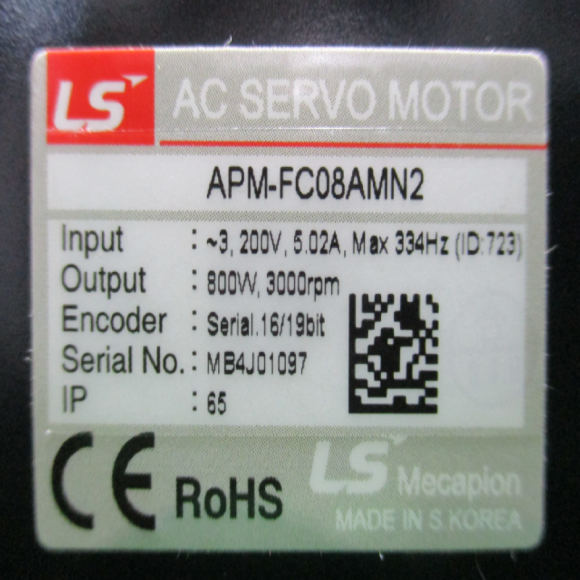 LS AC SERVO MOTOR
APM-FC08AMN2
Input : ~3, 200V, 5.02A, Max 334Hz (ID:723)
Output : 800W, 3000rpm
Encoder : Serial.16/19bit
Serial No. : MB4J01097
IP : 65
CE RoHS
LS Mecapion
MADE IN S.KOREA